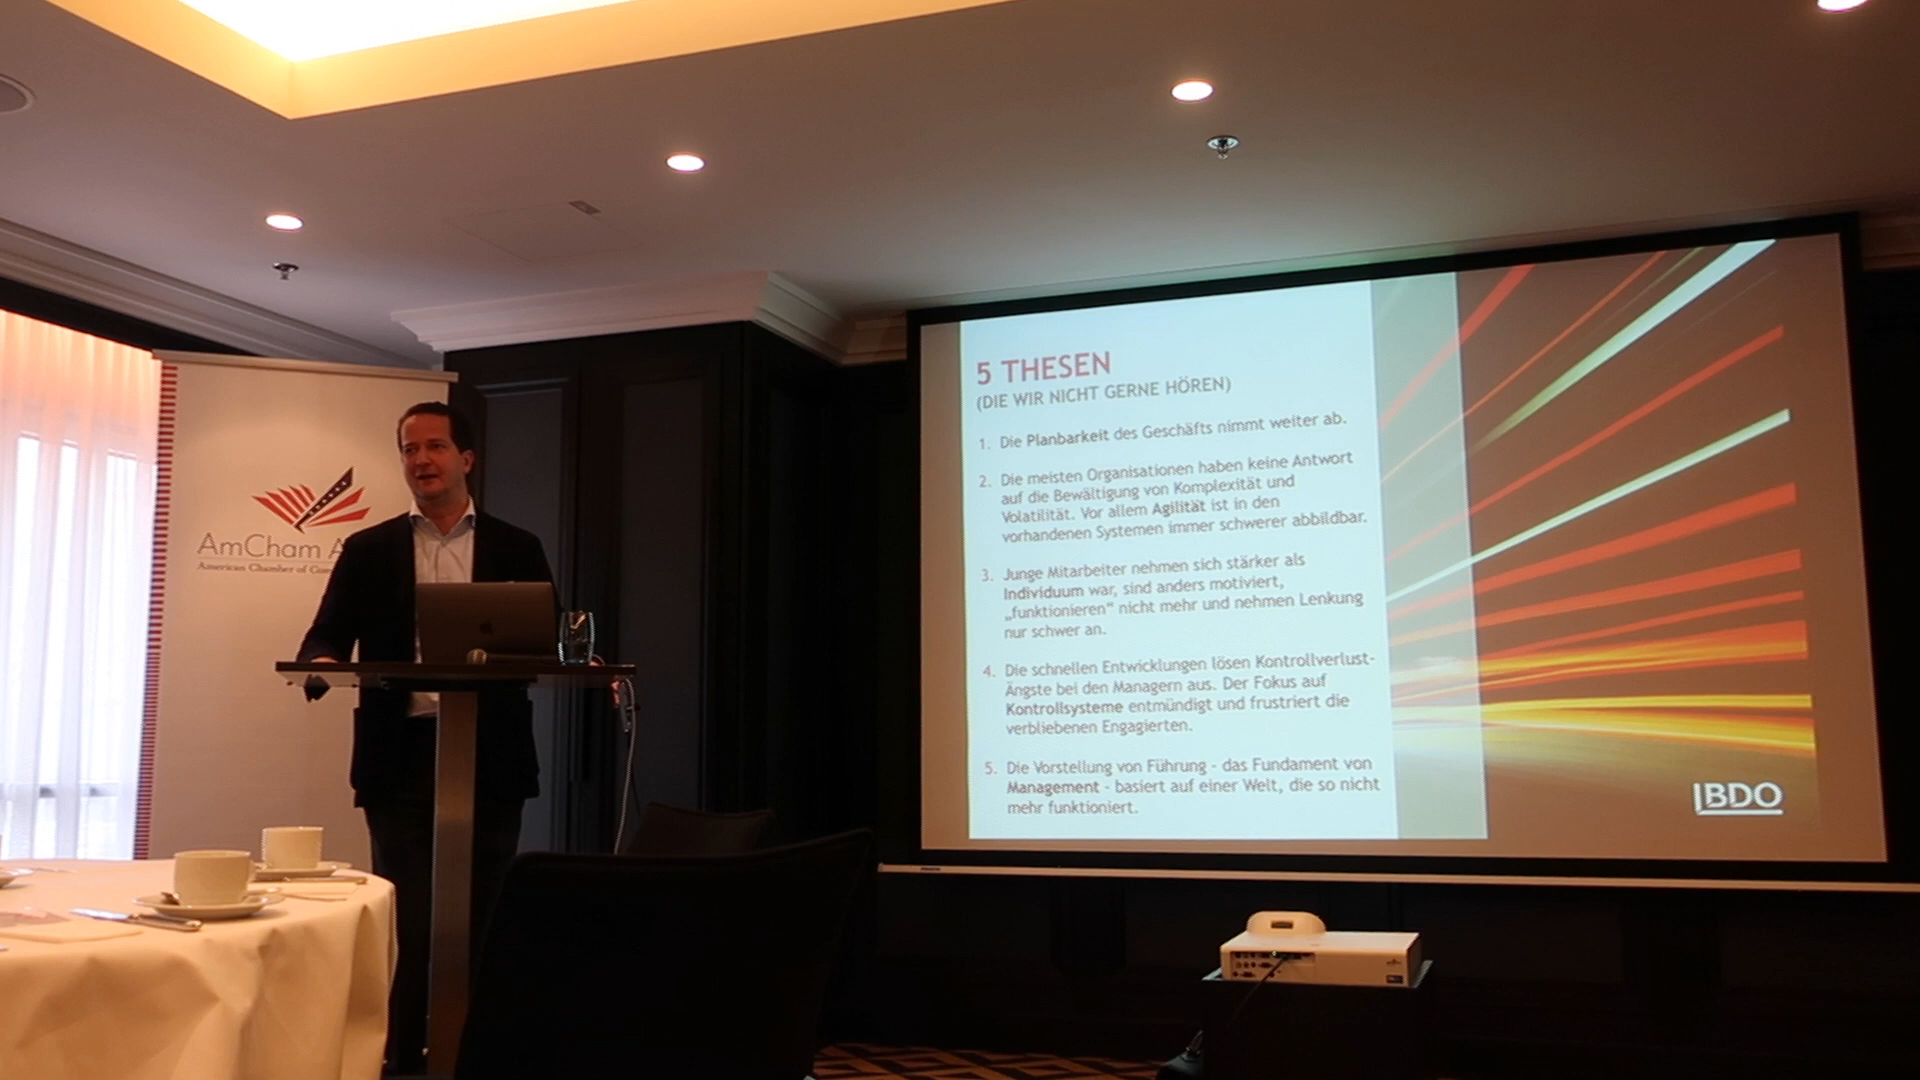 AmCham A
American Chamber of Com
5 THESEN
(DIE WIR NICHT GERNE HÖREN)
1. Die Planbarkeit des Geschäfts nimmt weiter ab.
2. Die meisten Organisationen haben keine Antwort
auf die Bewältigung von Komplexität und
Volatilität. Vor allem Agilität ist in den
vorhandenen Systemen immer schwerer abbildbar.
3. Junge Mitarbeiter nehmen sich stärker als
Individuum war, sind anders motiviert,
„funktionieren“ nicht mehr und nehmen Lenkung
nur schwer an.
4. Die schnellen Entwicklungen lösen Kontrollverlust-
Ängste bei den Managern aus. Der Fokus auf
Kontrollsysteme entmündigt und frustriert die
verbliebenen Engagierten.
5. Die Vorstellung von Führung - das Fundament von
Management - basiert auf einer Welt, die so nicht
mehr funktioniert.
BDO